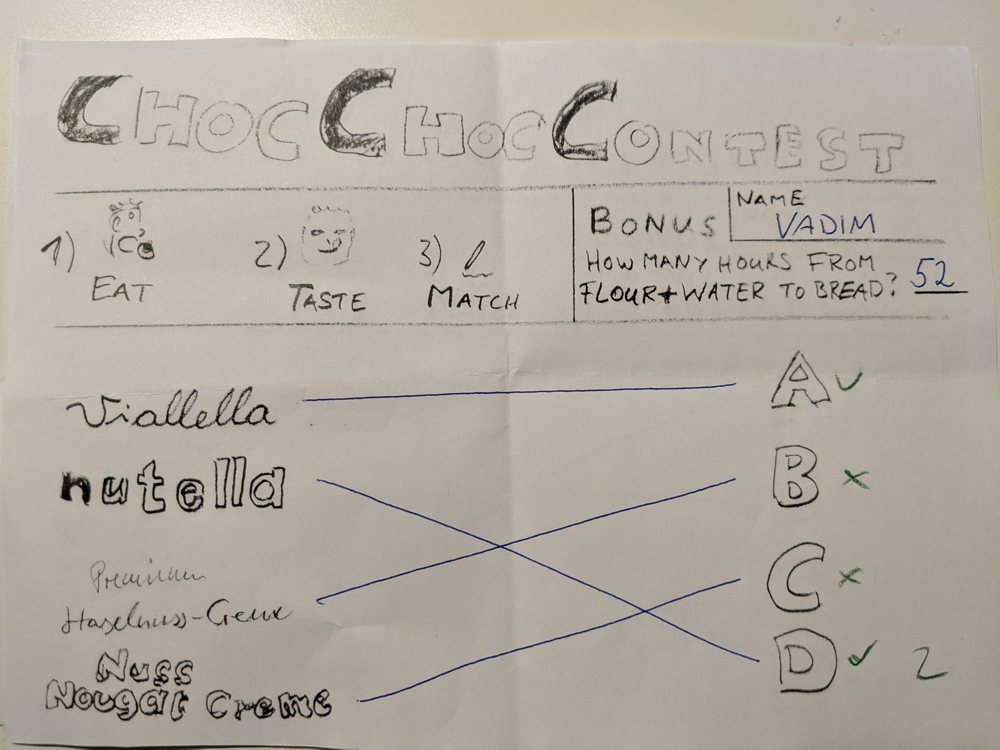 CHOC CHOC CONTEST
1) EAT
2) TASTE
3) MATCH
BONUS
NAME
VADIM
HOW MANY HOURS FROM
FLOUR + WATER TO BREAD? 52
Viallella
nutella
Premium
Haselnuss-Creme
Nuss
Nougat Creme
A ✓
B ×
C ×
D ✓ 2